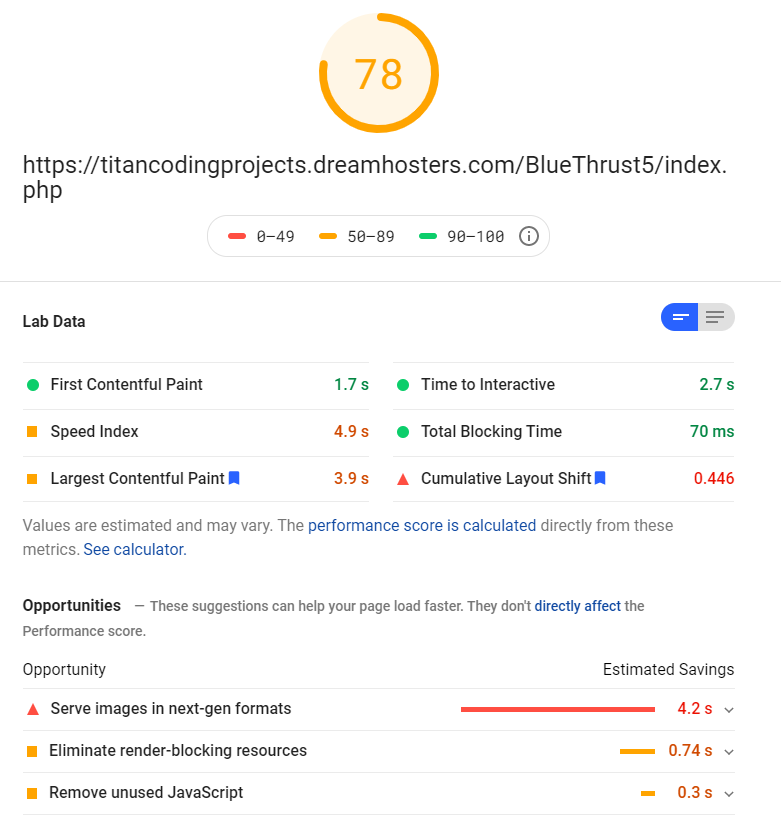 78
https://titancodingprojects.dreamhosters.com/BlueThrust5/index.
php
0–49 50–89 90–100
Lab Data
First Contentful Paint 1.7 s Time to Interactive 2.7 s
Speed Index 4.9 s Total Blocking Time 70 ms
Largest Contentful Paint 3.9 s Cumulative Layout Shift 0.446
Values are estimated and may vary. The performance score is calculated directly from these
metrics. See calculator.
Opportunities — These suggestions can help your page load faster. They don't directly affect the
Performance score.
Opportunity Estimated Savings
Serve images in next-gen formats 4.2 s
Eliminate render-blocking resources 0.74 s
Remove unused JavaScript 0.3 s